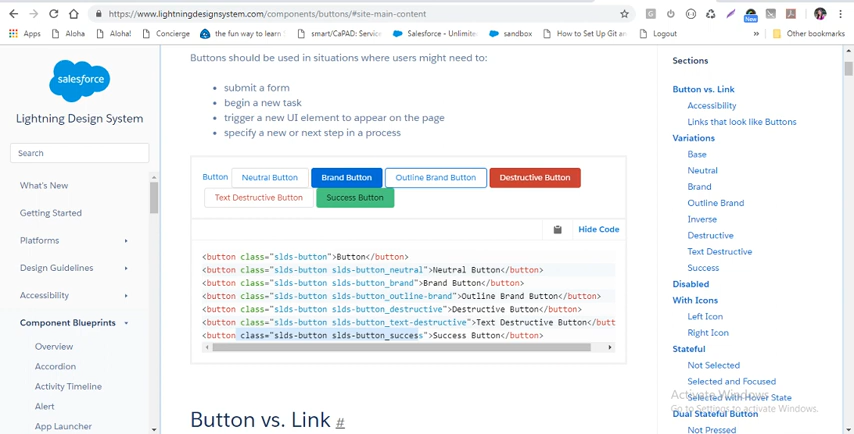 https://www.lightningdesignsystem.com/components/buttons/#site-main-content
New
Apps Aloha Aloha! Concierge the fun way to learn smart/CaPAD: Service Salesforce - Unlimite sandbox How to Set Up Git an Logout » Other bookmarks
salesforce
Lightning Design System
Search
What's New
Getting Started
Platforms
Design Guidelines
Accessibility
Component Blueprints
Overview
Accordion
Activity Timeline
Alert
App Launcher
Buttons should be used in situations where users might need to:
• submit a form
• begin a new task
• trigger a new UI element to appear on the page
• specify a new or next step in a process
Button Neutral Button Brand Button Outline Brand Button Destructive Button
Text Destructive Button Success Button
Hide Code
<button class="slds-button">Button</button>
<button class="slds-button slds-button_neutral">Neutral Button</button>
<button class="slds-button slds-button_brand">Brand Button</button>
<button class="slds-button slds-button_outline-brand">Outline Brand Button</button>
<button class="slds-button slds-button_destructive">Destructive Button</button>
<button class="slds-button slds-button_text-destructive">Text Destructive Button</butt
<button class="slds-button slds-button_success">Success Button</button>
Button vs. Link #
Sections
Button vs. Link
Accessibility
Links that look like Buttons
Variations
Base
Neutral
Brand
Outline Brand
Inverse
Destructive
Text Destructive
Success
Disabled
With Icons
Left Icon
Right Icon
Stateful
Not Selected
Selected and Focused
Selected with Hover State
Dual Stateful Button
Not Pressed
Activate Windows
Go to Settings to activate Windows.